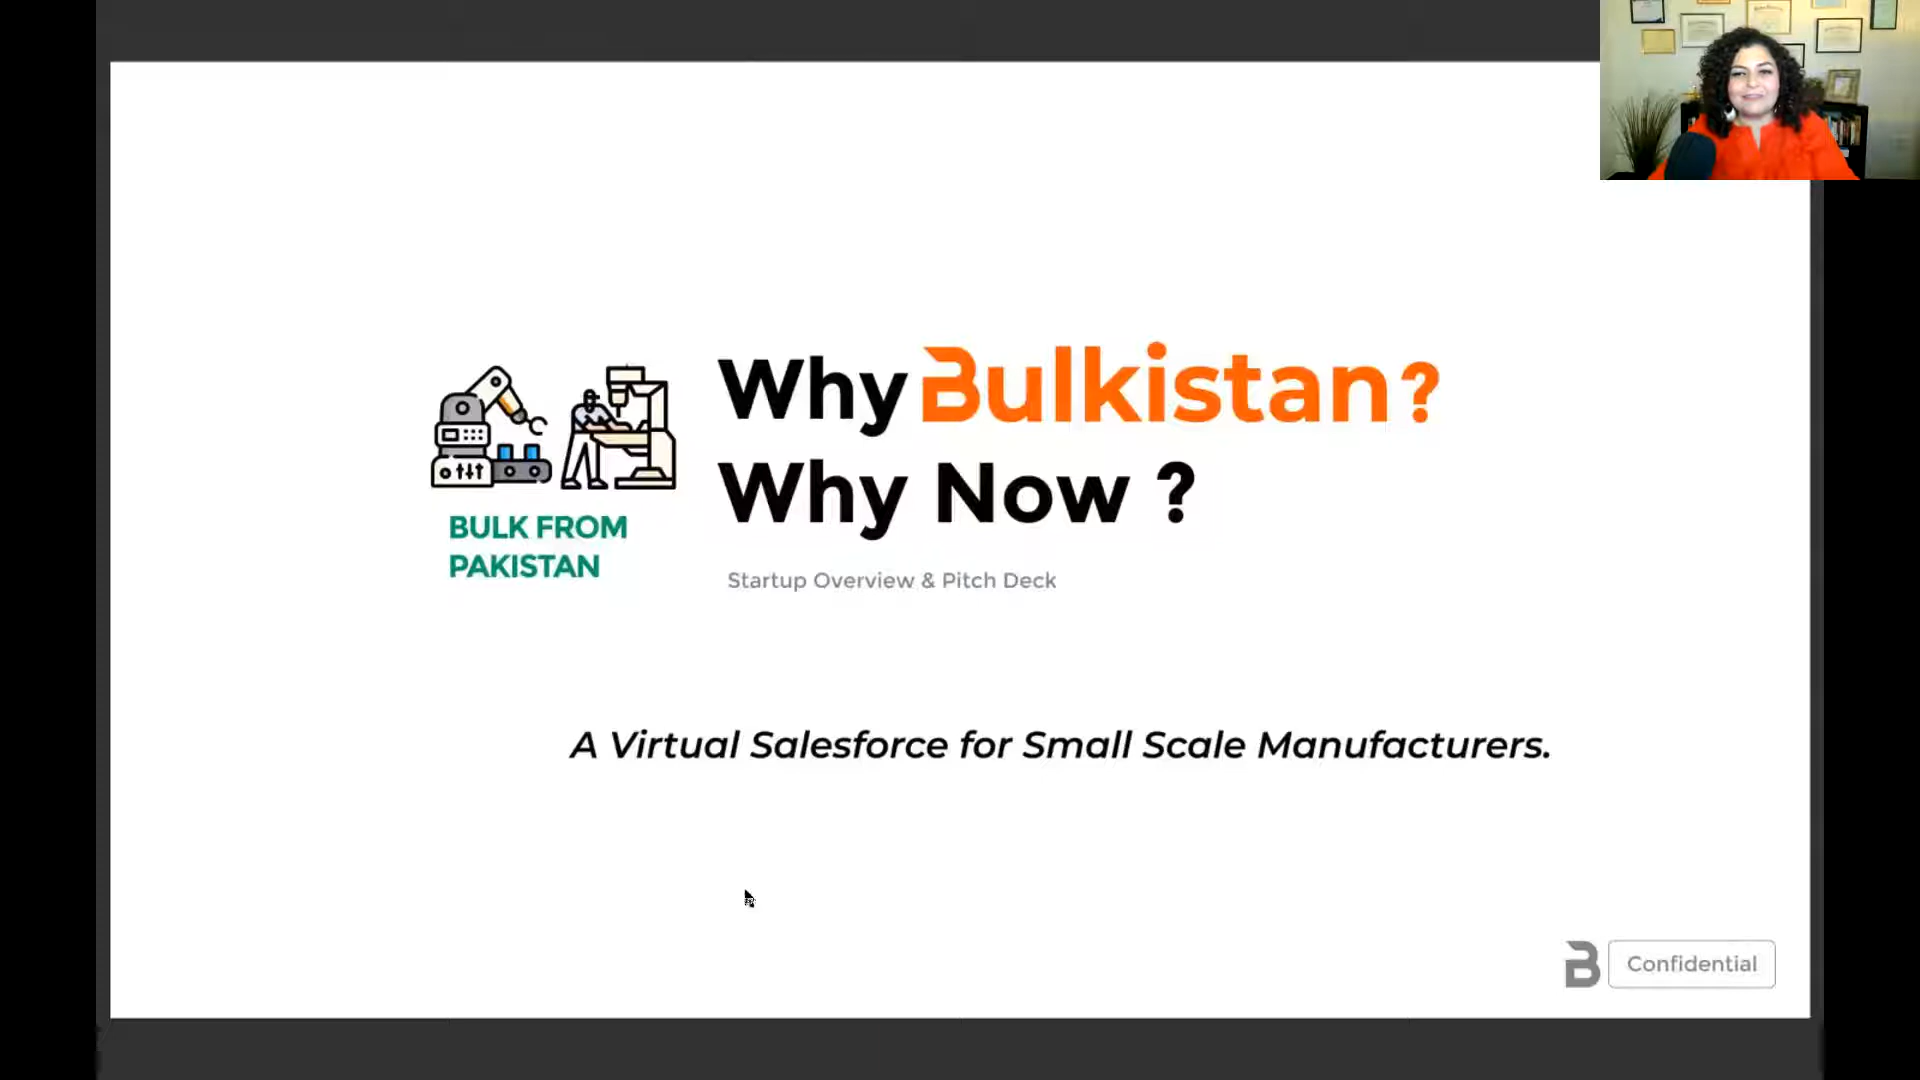 Why Bulkistan?
Why Now ?
BULK FROM
PAKISTAN
Startup Overview & Pitch Deck
A Virtual Salesforce for Small Scale Manufacturers.
B Confidential